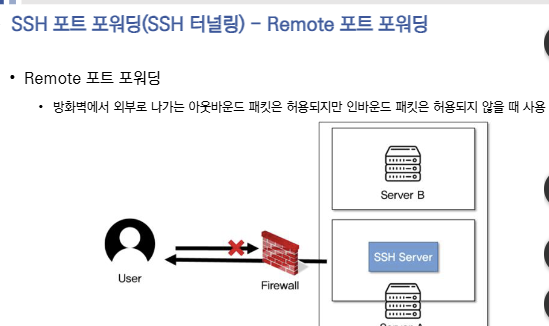 SSH 포트 포워딩(SSH 터널링) - Remote 포트 포워딩
• Remote 포트 포워딩
• 방화벽에서 외부로 나가는 아웃바운드 패킷은 허용되지만 인바운드 패킷은 허용되지 않을 때 사용
Server B
SSH Server
User
Firewall
Server A